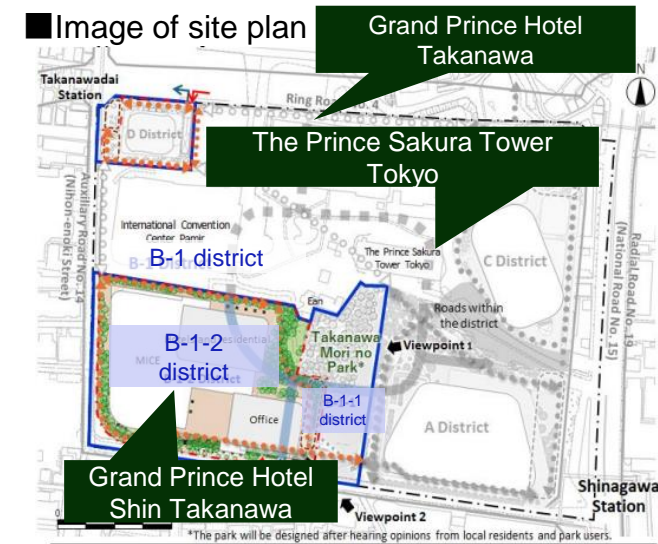 ■Image of site plan
Grand Prince Hotel
Takanawa
N
Takanawadai
Station
Ring Road No. 4
D District
The Prince Sakura Tower
Tokyo
Auxiliary Road No. 14
(Nihon-enoki Street)
International Convention
Center Pamir
B-1 District
B-1 district
The Prince Sakura
Tower Tokyo
C District
Radial Road No. 19
(National Road No. 15)
Roads within
the district
Takanawa
Mori no
Park*
Viewpoint 1
B-1-2
district
MICE
B-1-1
district
Office
A District
Grand Prince Hotel
Shin Takanawa
Shinagawa
Station
Viewpoint 2
*The park will be designed after hearing opinions from local residents and park users.